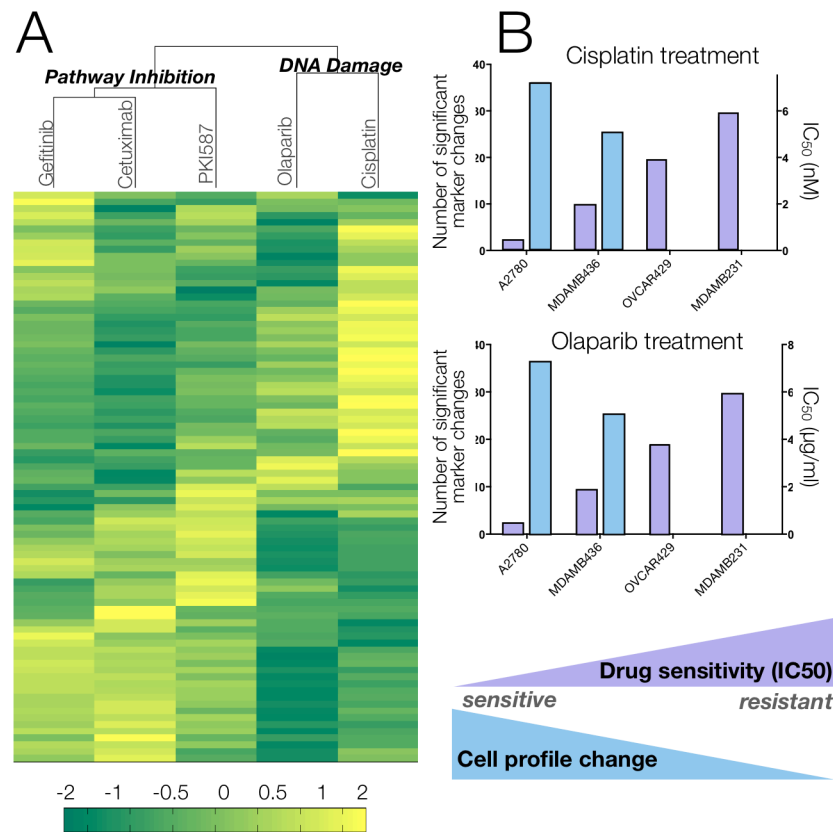 A
Pathway Inhibition
DNA Damage
Gefitinib
Cetuximab
PKI587
Olaparib
Cisplatin
-2 -1 -0.5 0 0.5 1 2
B
Cisplatin treatment
Number of significant
marker changes
40
30
20
10
0
6
4
2
0
IC50 (nM)
A2780
MDAMB436
OVCAR429
MDAMB231
Olaparib treatment
Number of significant
marker changes
40
30
20
10
0
8
6
4
2
0
IC50 (µg/ml)
A2780
MDAMB436
OVCAR429
MDAMB231
Drug sensitivity (IC50)
sensitive resistant
Cell profile change